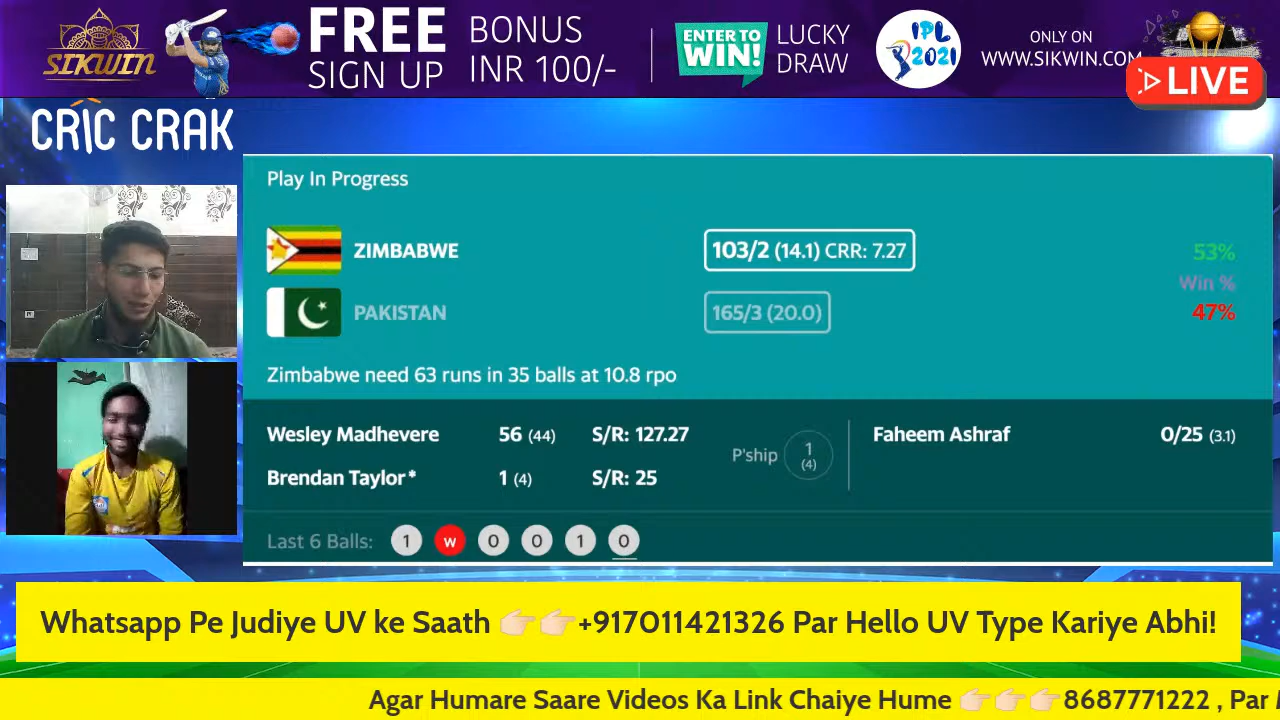 SIKWIN
FREE
SIGN UP
BONUS
INR 100/-
ENTER TO
WIN!
LUCKY
DRAW
IPL
2021
ONLY ON
WWW.SIKWIN.COM
LIVE
CRIC CRAK
Play In Progress
ZIMBABWE 103/2 (14.1) CRR: 7.27 53%
Win %
PAKISTAN 165/3 (20.0) 47%
Zimbabwe need 63 runs in 35 balls at 10.8 rpo
Wesley Madhevere 56 (44) S/R: 127.27
Brendan Taylor* 1 (4) S/R: 25
P'ship 1
(4)
Faheem Ashraf 0/25 (3.1)
Last 6 Balls: 1 w 0 0 1 0
Whatsapp Pe Judiye UV ke Saath 👉🏻👉🏻+917011421326 Par Hello UV Type Kariye Abhi!
Agar Humare Saare Videos Ka Link Chaiye Hume 👉🏻👉🏻👉🏻8687771222 , Par